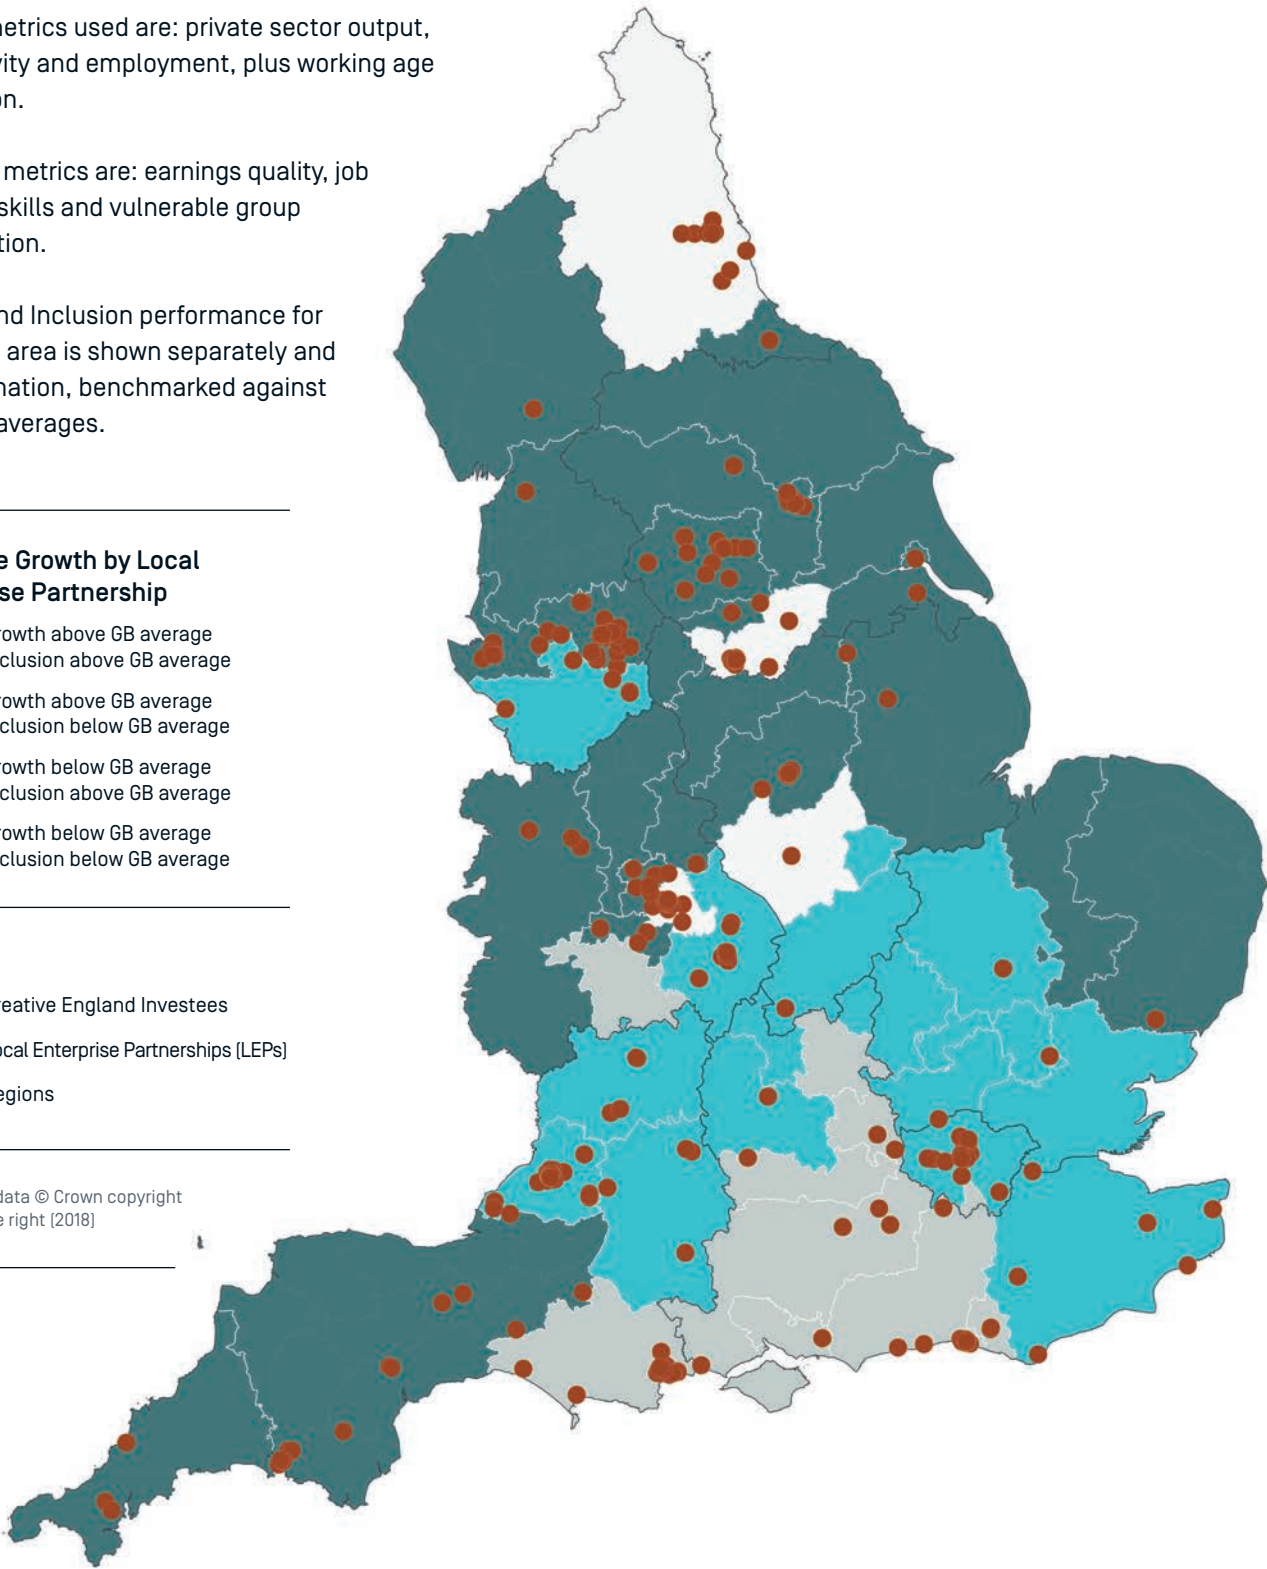 etrics used are: private sector output,
vity and employment, plus working age
on.
metrics are: earnings quality, job
skills and vulnerable group
tion.
nd Inclusion performance for
area is shown separately and
nation, benchmarked against
averages.
e Growth by Local
se Partnership
rowth above GB average
clusion above GB average
rowth above GB average
clusion below GB average
rowth below GB average
clusion above GB average
rowth below GB average
clusion below GB average
reative England Investees
ocal Enterprise Partnerships (LEPs)
egions
data © Crown copyright
e right (2018)